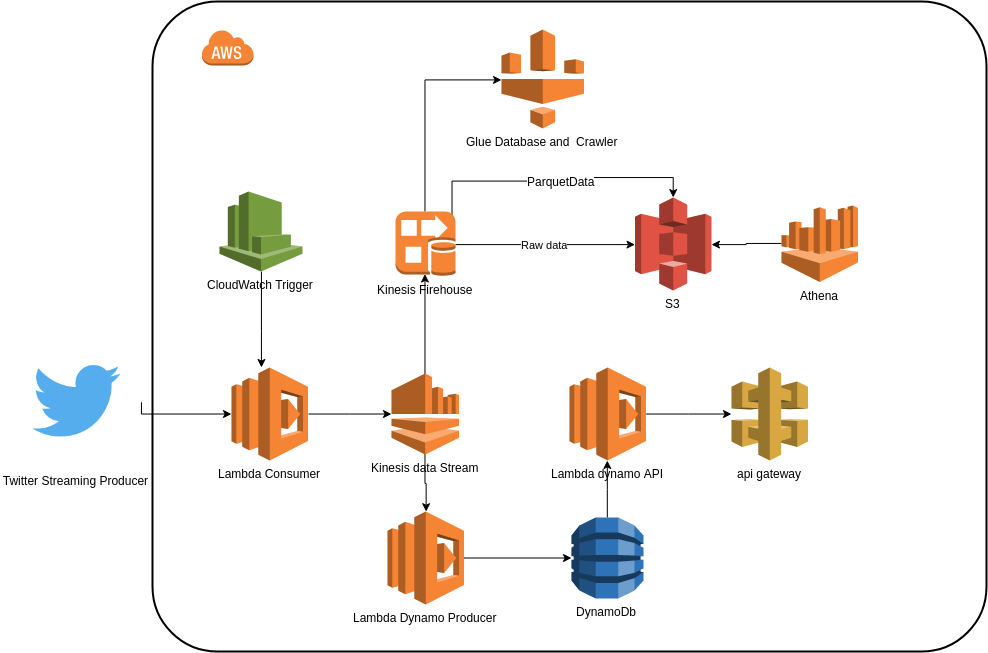 AWS
Glue Database and  Crawler
ParquetData
CloudWatch Trigger
Raw data
Kinesis Firehouse
S3
Athena
Twitter Streaming Producer
Lambda Consumer
Kinesis data Stream
Lambda dynamo API
api gateway
Lambda Dynamo Producer
DynamoDb